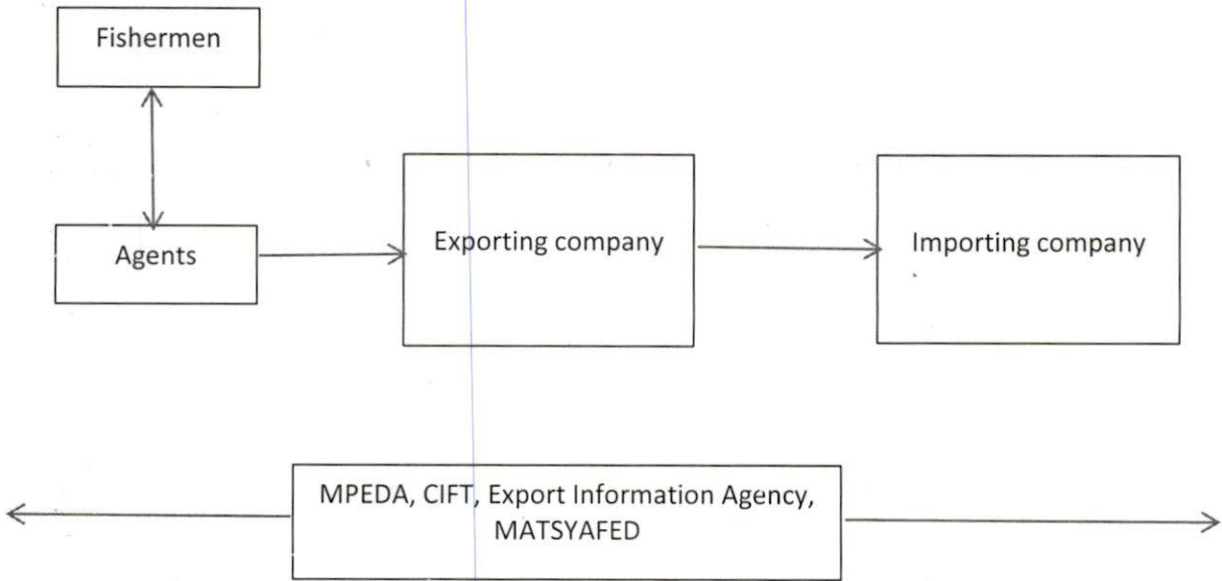 Fishermen
Agents
Exporting company
Importing company
MPEDA, CIFT, Export Information Agency,
MATSYAFED